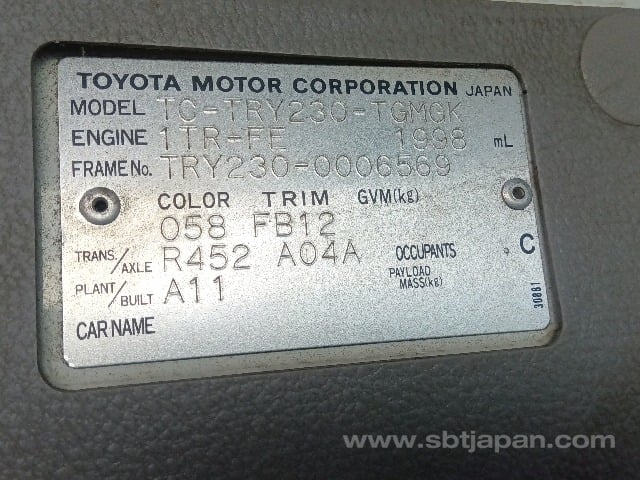 TOYOTA MOTOR CORPORATION JAPAN
MODEL TC-TRY230-TGMGK
ENGINE 1TR-FE 1998 mL
FRAME No. TRY230-0006569
COLOR TRIM GVM(kg)
058 FB12
TRANS./AXLE R452 A04A OCCUPANTS C
PLANT/BUILT A11 PAYLOAD MASS(kg)
30881
CAR NAME
www.sbtjapan.com